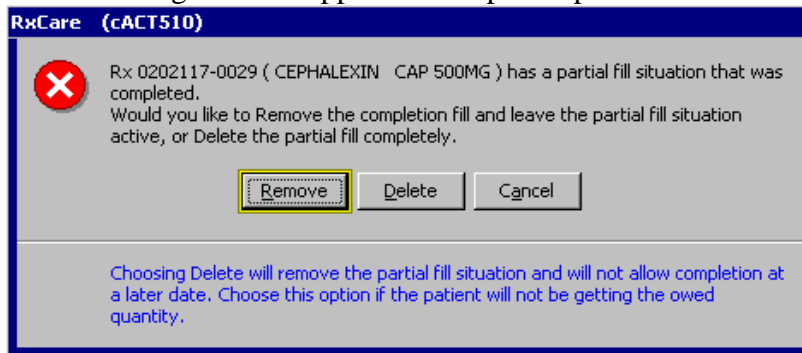 RxCare (cACT510)
Rx 0202117-0029 ( CEPHALEXIN CAP 500MG ) has a partial fill situation that was
completed.
Would you like to Remove the completion fill and leave the partial fill situation
active, or Delete the partial fill completely.
Remove Delete Cancel
Choosing Delete will remove the partial fill situation and will not allow completion at
a later date. Choose this option if the patient will not be getting the owed
quantity.